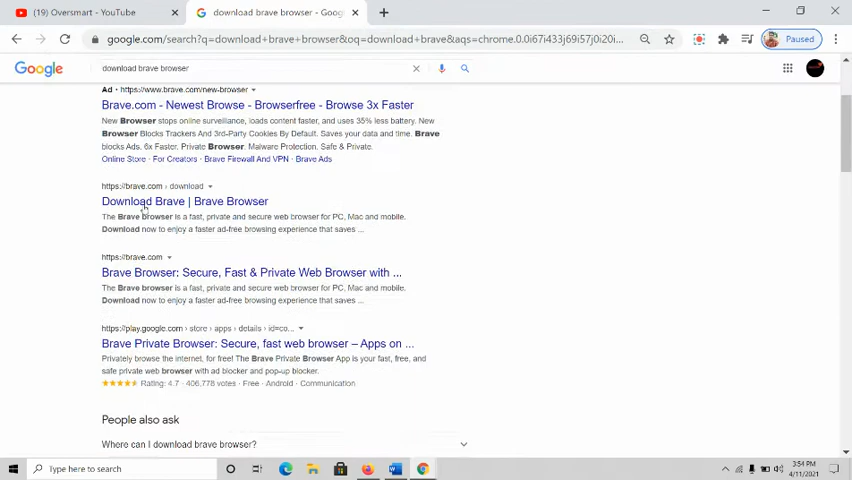 (19) Oversmart - YouTube
download brave browser - Goog
google.com/search?q=download+brave+browser&oq=download+brave&aqs=chrome.0.0i67i433j69i57j0i20i...
Paused
Google
download brave browser
Ad · https://www.brave.com/new-browser
Brave.com - Newest Browse - Browserfree - Browse 3x Faster
New Browser stops online surveillance, loads content faster, and uses 35% less battery. New
Browser Blocks Trackers And 3rd-Party Cookies By Default. Saves your data and time. Brave
blocks Ads. 6x Faster. Private Browser. Malware Protection. Safe & Private.
Online Store · For Creators · Brave Firewall And VPN · Brave Ads
https://brave.com › download
Download Brave | Brave Browser
The Brave browser is a fast, private and secure web browser for PC, Mac and mobile.
Download now to enjoy a faster ad-free browsing experience that saves ...
https://brave.com
Brave Browser: Secure, Fast & Private Web Browser with ...
The Brave browser is a fast, private and secure web browser for PC, Mac and mobile.
Download now to enjoy a faster ad-free browsing experience that saves ...
https://play.google.com › store › apps › details › id=co...
Brave Private Browser: Secure, fast web browser – Apps on ...
Privately browse the internet, for free! The Brave Private Browser App is your fast, free, and
safe private web browser with ad blocker and pop-up blocker.
Rating: 4.7 · 406,778 votes · Free · Android · Communication
People also ask
Where can I download brave browser?
Type here to search
3:54 PM
4/11/2021